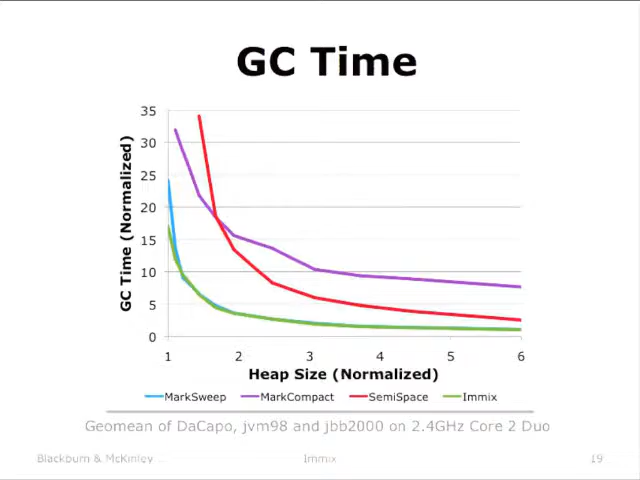 GC Time
35
30
25
20
15
10
5
0
GC Time (Normalized)
1 2 3 4 5 6
Heap Size (Normalized)
MarkSweep MarkCompact SemiSpace Immix
Geomean of DaCapo, jvm98 and jbb2000 on 2.4GHz Core 2 Duo
Blackburn & McKinley Immix 19